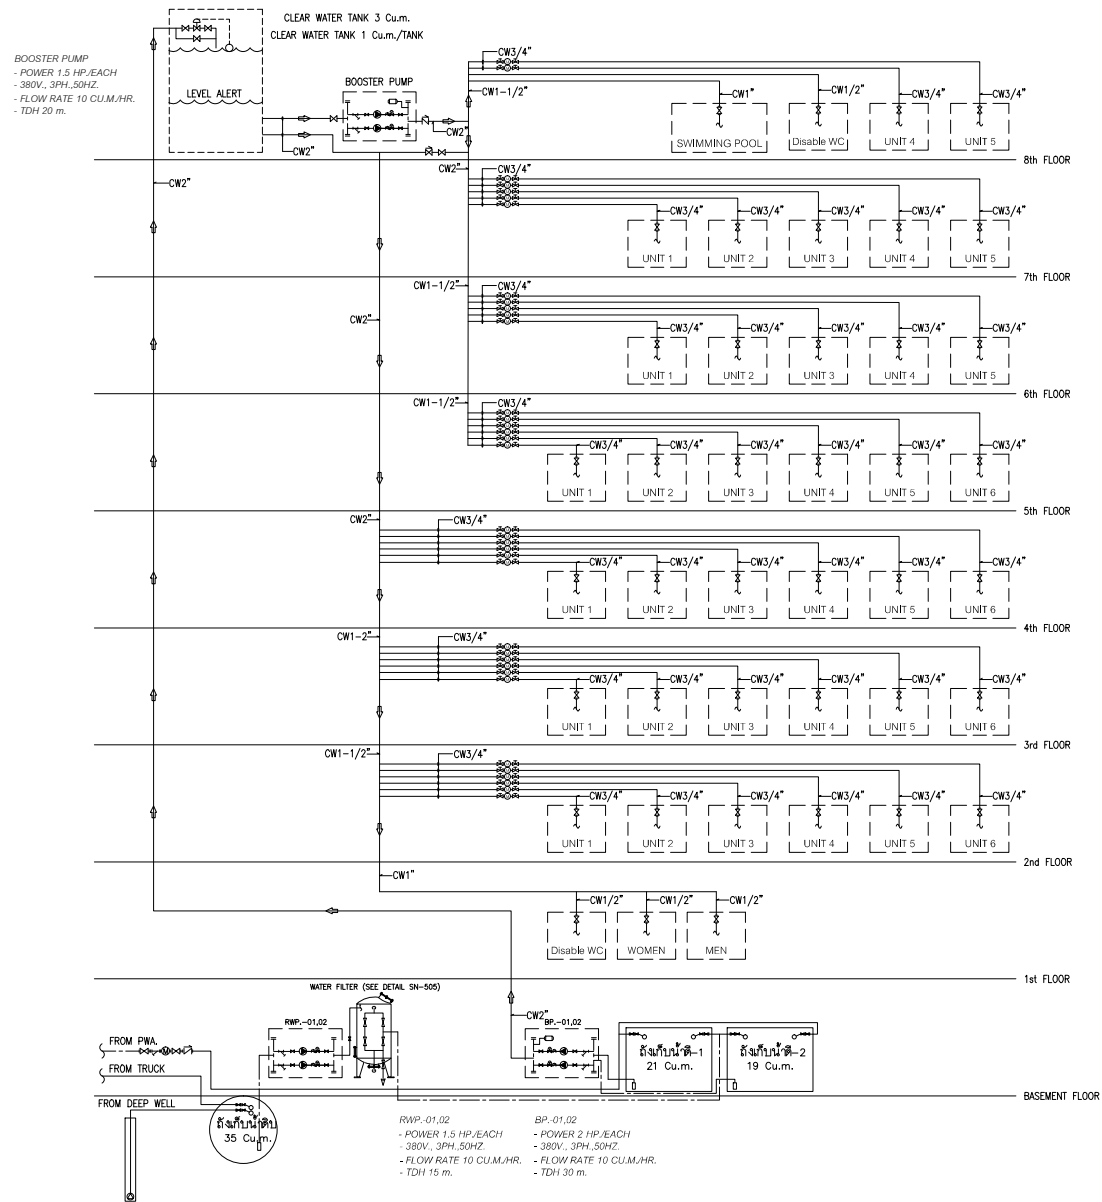 CLEAR WATER TANK 3 Cu.m.
CLEAR WATER TANK 1 Cu.m./TANK
BOOSTER PUMP
- POWER 1.5 HP./EACH
- 380V., 3PH.,50HZ.
- FLOW RATE 10 CU.M./HR.
- TDH 20 m.
LEVEL ALERT
BOOSTER PUMP
CW3/4"
CW1-1/2"
CW1"
CW1/2"
CW3/4"
CW3/4"
CW2"
CW2"
SWIMMING POOL
Disable WC
UNIT 4
UNIT 5
8th FLOOR
CW2"
CW2"
CW3/4"
CW3/4"
CW3/4"
CW3/4"
CW3/4"
CW3/4"
UNIT 1
UNIT 2
UNIT 3
UNIT 4
UNIT 5
7th FLOOR
CW1-1/2"
CW3/4"
CW2"
CW3/4"
CW3/4"
CW3/4"
CW3/4"
CW3/4"
UNIT 1
UNIT 2
UNIT 3
UNIT 4
UNIT 5
6th FLOOR
CW1-1/2"
CW3/4"
CW3/4"
CW3/4"
CW3/4"
CW3/4"
CW3/4"
CW3/4"
UNIT 1
UNIT 2
UNIT 3
UNIT 4
UNIT 5
UNIT 6
5th FLOOR
CW2"
CW3/4"
CW3/4"
CW3/4"
CW3/4"
CW3/4"
CW3/4"
CW3/4"
UNIT 1
UNIT 2
UNIT 3
UNIT 4
UNIT 5
UNIT 6
4th FLOOR
CW1-2"
CW3/4"
CW3/4"
CW3/4"
CW3/4"
CW3/4"
CW3/4"
CW3/4"
UNIT 1
UNIT 2
UNIT 3
UNIT 4
UNIT 5
UNIT 6
3rd FLOOR
CW1-1/2"
CW3/4"
CW3/4"
CW3/4"
CW3/4"
CW3/4"
CW3/4"
CW3/4"
UNIT 1
UNIT 2
UNIT 3
UNIT 4
UNIT 5
UNIT 6
2nd FLOOR
CW1"
CW1/2"
CW1/2"
CW1/2"
Disable WC
WOMEN
MEN
1st FLOOR
WATER FILTER (SEE DETAIL SN-505)
RWP.-01,02
CW2"
BP.-01,02
FROM PWA.
M
FROM TRUCK
FROM DEEP WELL
ถังเก็บน้ำดี-1
21 Cu.m.
ถังเก็บน้ำดี-2
19 Cu.m.
BASEMENT FLOOR
ถังเก็บน้ำดิบ
35 Cu.m.
RWP.-01,02
- POWER 1.5 HP./EACH
- 380V., 3PH.,50HZ.
- FLOW RATE 10 CU.M./HR.
- TDH 15 m.
BP.-01,02
- POWER 2 HP./EACH
- 380V., 3PH.,50HZ.
- FLOW RATE 10 CU.M./HR.
- TDH 30 m.